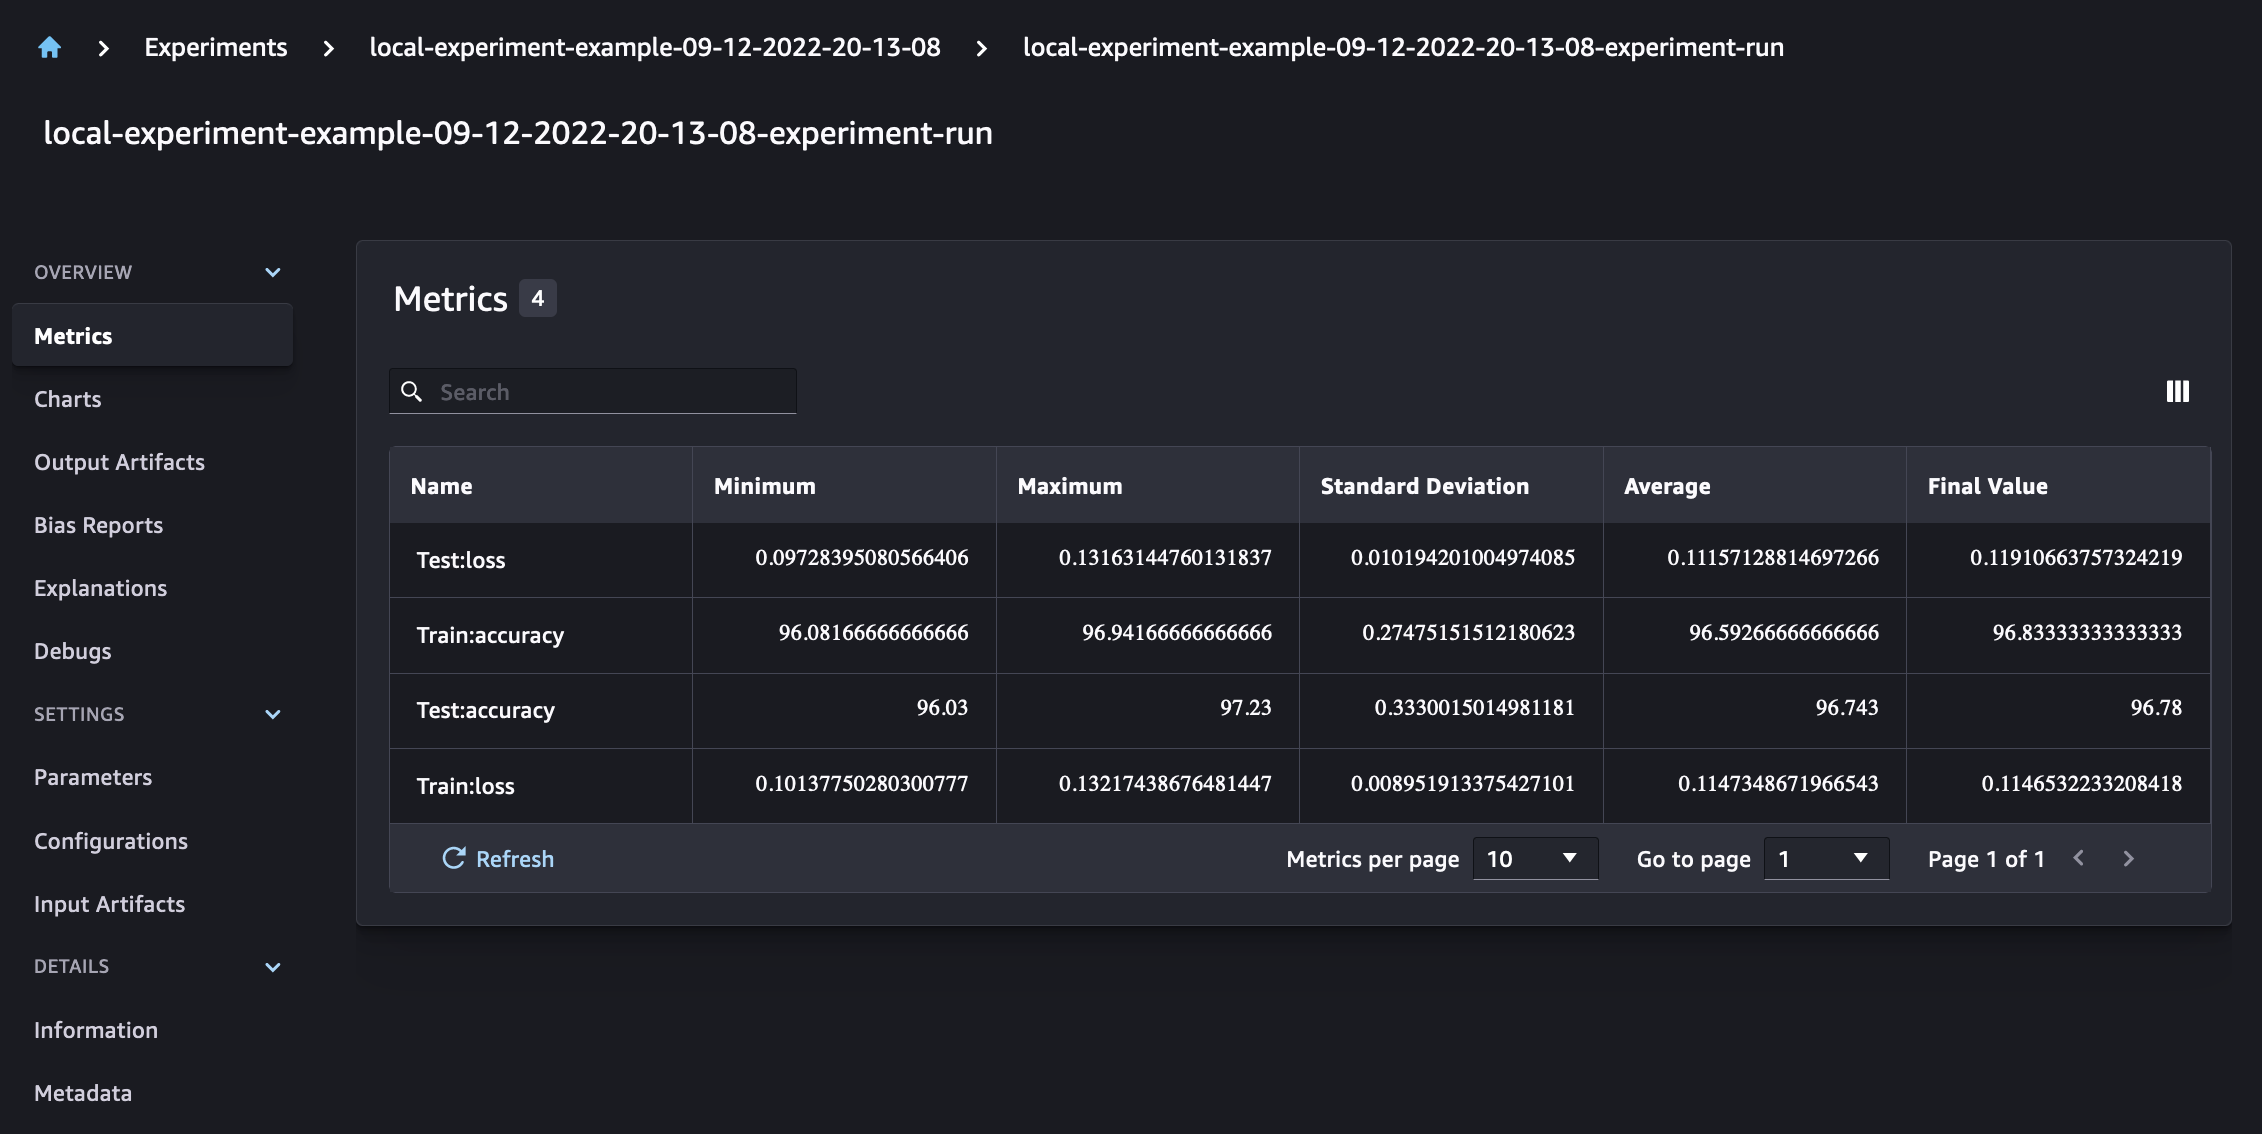 Experiments local-experiment-example-09-12-2022-20-13-08 local-experiment-example-09-12-2022-20-13-08-experiment-run
local-experiment-example-09-12-2022-20-13-08-experiment-run
OVERVIEW
Metrics
Charts
Output Artifacts
Bias Reports
Explanations
Debugs
SETTINGS
Parameters
Configurations
Input Artifacts
DETAILS
Information
Metadata
Metrics 4
Search
Name Minimum Maximum Standard Deviation Average Final Value
Test:loss 0.09728395080566406 0.13163144760131837 0.010194201004974085 0.11157128814697266 0.11910663757324219
Train:accuracy 96.08166666666666 96.94166666666666 0.27475151512180623 96.59266666666666 96.83333333333333
Test:accuracy 96.03 97.23 0.3330015014981181 96.743 96.78
Train:loss 0.10137750280300777 0.13217438676481447 0.008951913375427101 0.1147348671966543 0.1146532233208418
Refresh Metrics per page 10 Go to page 1 Page 1 of 1